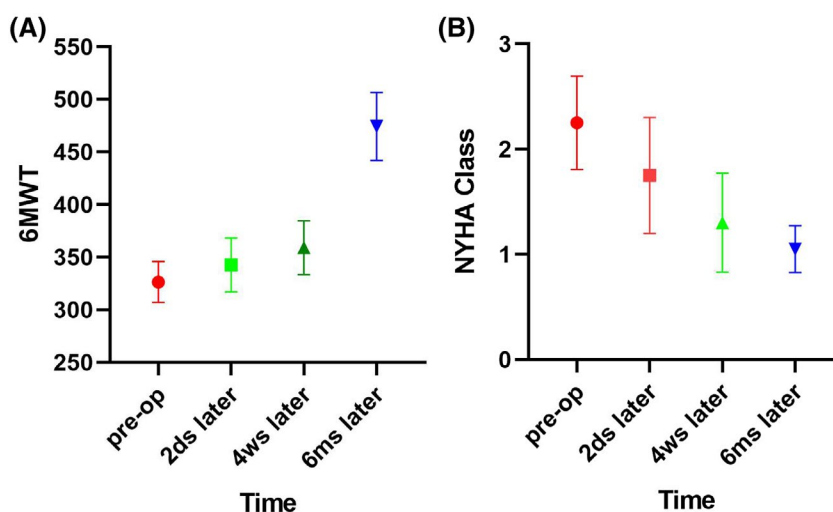 (A)
6MWT
550
500
450
400
350
300
250
pre-op
2ds later
4ws later
6ms later
Time
(B)
NYHA Class
3
2
1
0
pre-op
2ds later
4ws later
6ms later
Time